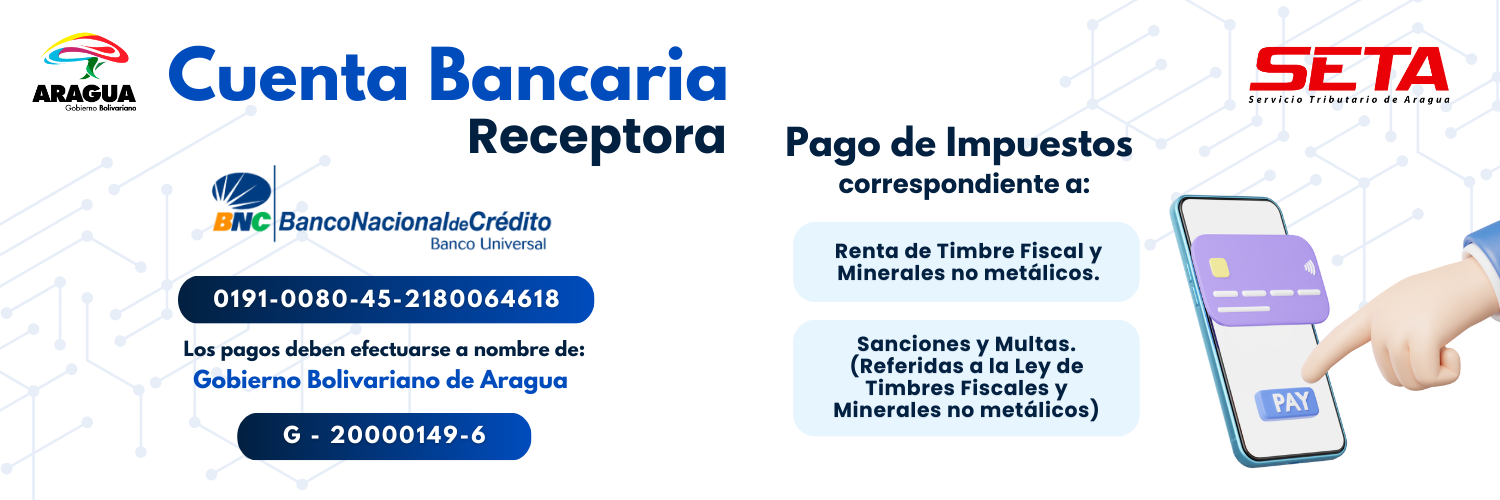 ARAGUA
Gobierno Bolivariano
Cuenta Bancaria
Receptora
BNC BancoNacionaldeCrédito
Banco Universal
0191-0080-45-2180064618
Los pagos deben efectuarse a nombre de:
Gobierno Bolivariano de Aragua
G - 20000149-6
SETA
Servicio Tributario de Aragua
Pago de Impuestos
correspondiente a:
Renta de Timbre Fiscal y
Minerales no metálicos.
Sanciones y Multas.
(Referidas a la Ley de
Timbres Fiscales y
Minerales no metálicos)
PAY